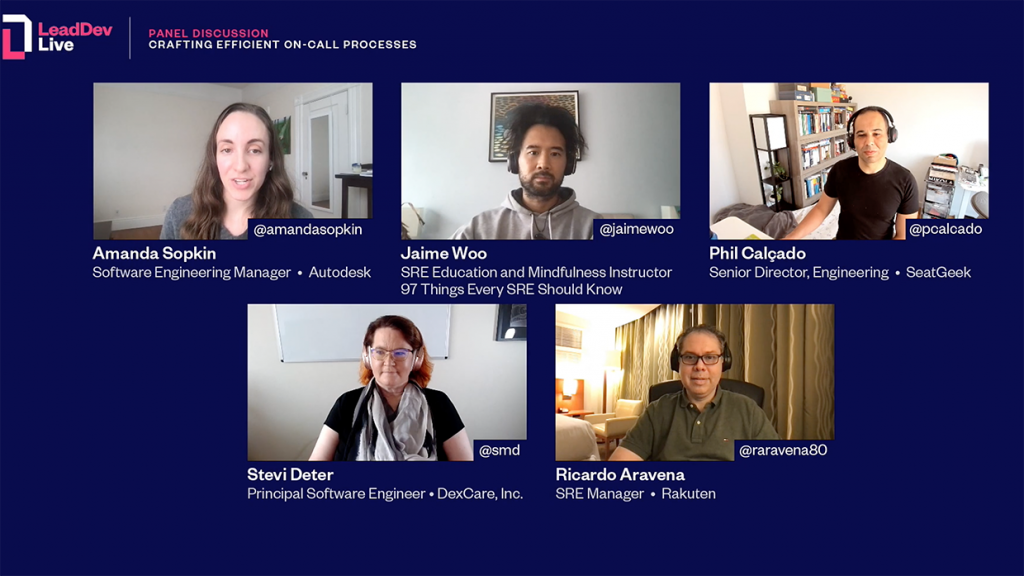 LeadDev
Live
PANEL DISCUSSION
CRAFTING EFFICIENT ON-CALL PROCESSES
@amandasopkin
@jaimewoo
@pcalcado
Amanda Sopkin
Software Engineering Manager • Autodesk
Jaime Woo
SRE Education and Mindfulness Instructor
97 Things Every SRE Should Know
Phil Calçado
Senior Director, Engineering • SeatGeek
@smd
@raravena80
Stevi Deter
Principal Software Engineer • DexCare, Inc.
Ricardo Aravena
SRE Manager • Rakuten